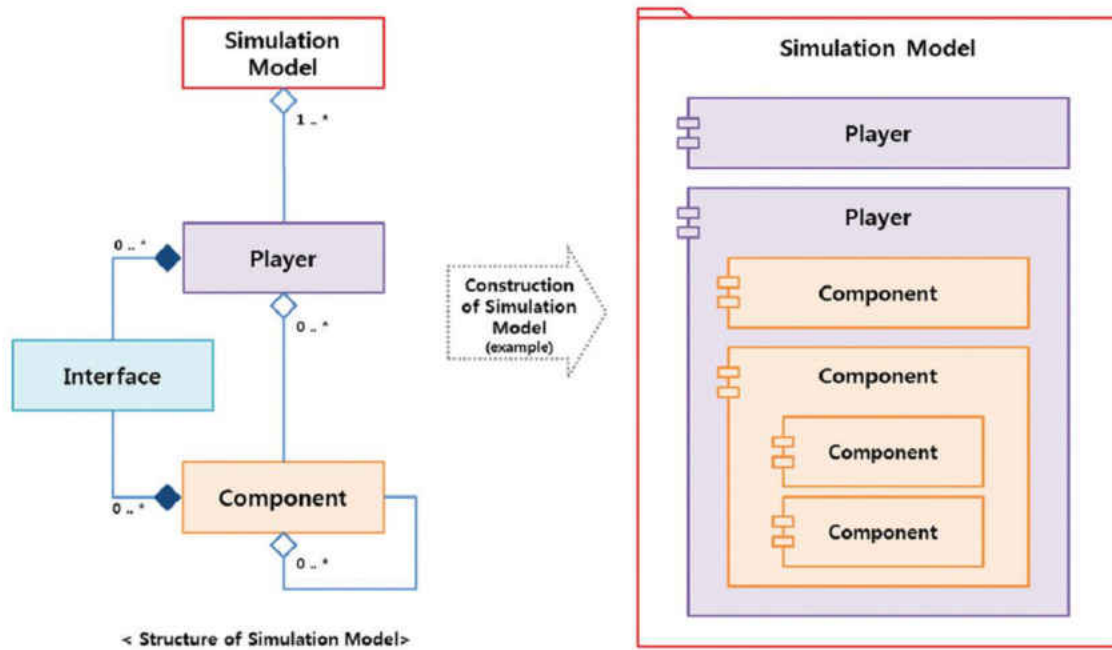 Simulation
Model
1 .. *
0 .. *
Player
0 .. *
Interface
Component
0 .. *
0 .. *
< Structure of Simulation Model>
Construction
of Simulation
Model
(example)
Simulation Model
Player
Player
Component
Component
Component
Component